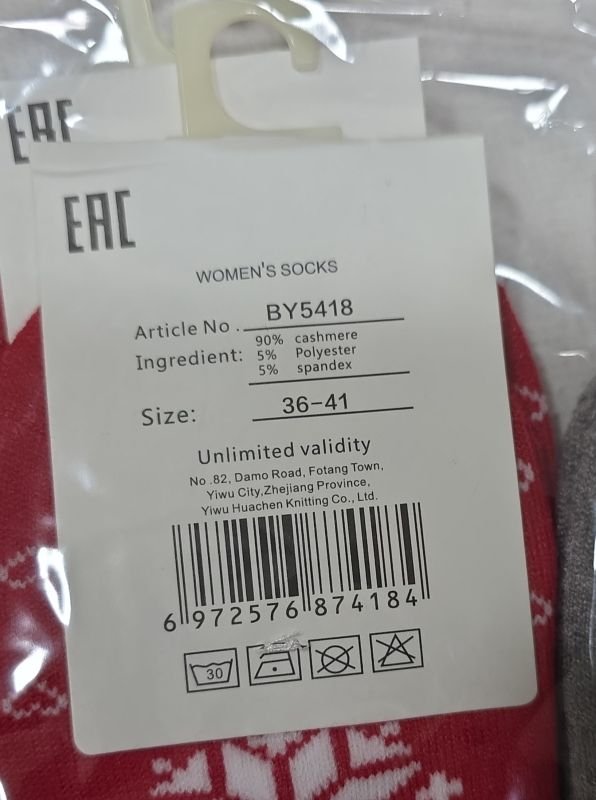 EAC
EAC
WOMEN'S SOCKS
Article No . BY5418
Ingredient: 90% cashmere
5% Polyester
5% spandex
Size: 36-41
Unlimited validity
No .82, Damo Road, Fotang Town,
Yiwu City,Zhejiang Province,
Yiwu Huachen Knitting Co., Ltd.
6 972576 874184
30